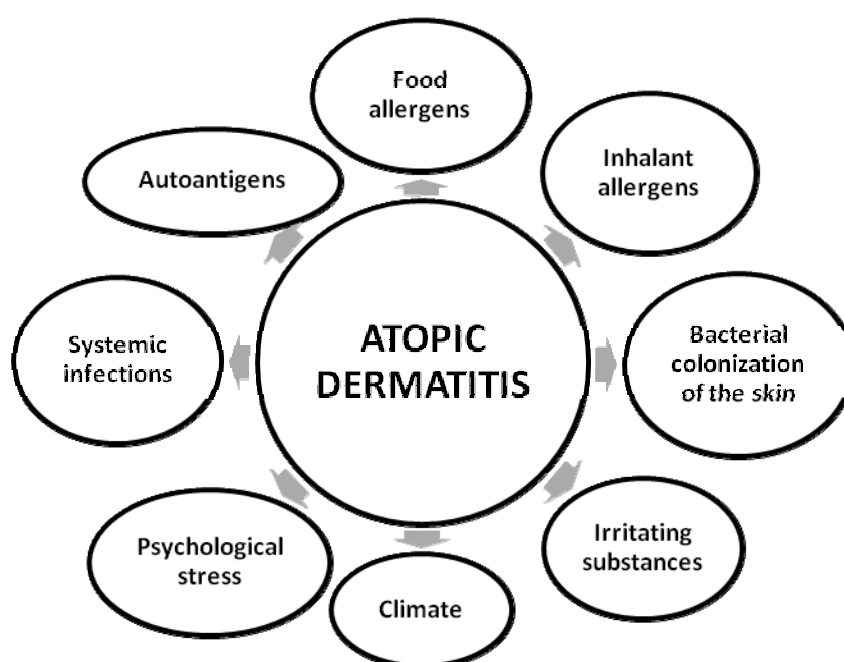 Food
allergens
Inhalant
allergens
Autoantigens
ATOPIC
DERMATITIS
Systemic
infections
Bacterial
colonization
of the skin
Psychological
stress
Irritating
substances
Climate